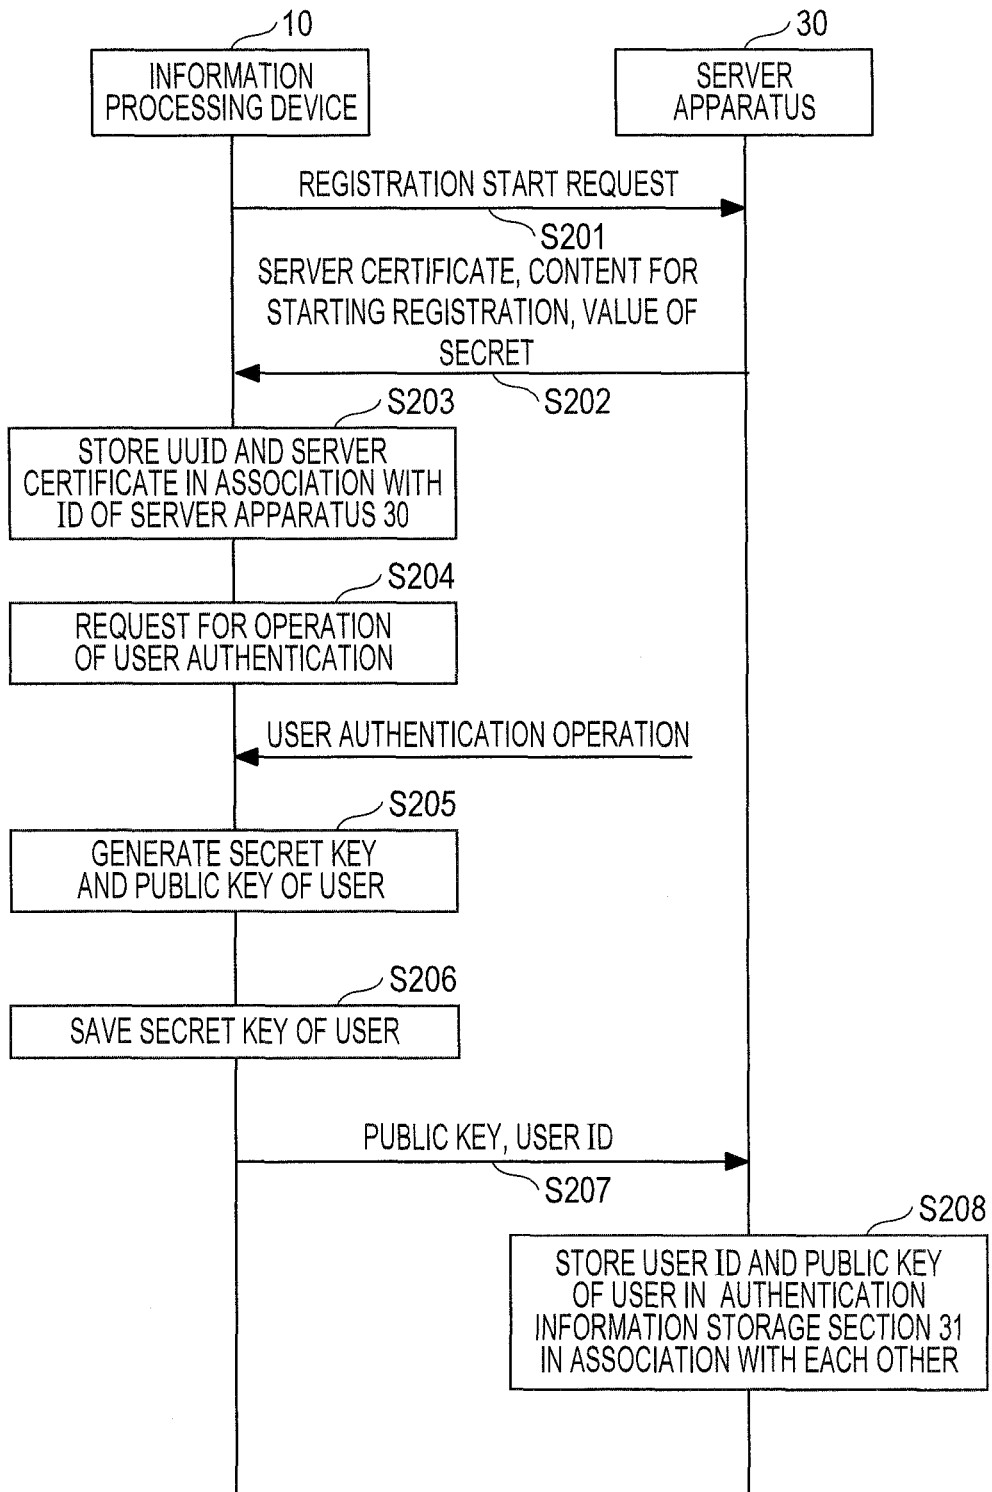 10
30
INFORMATION
PROCESSING DEVICE
SERVER
APPARATUS
REGISTRATION START REQUEST
S201
SERVER CERTIFICATE, CONTENT FOR
STARTING REGISTRATION, VALUE OF
SECRET
S202
S203
STORE UUID AND SERVER
CERTIFICATE IN ASSOCIATION WITH
ID OF SERVER APPARATUS 30
S204
REQUEST FOR OPERATION
OF USER AUTHENTICATION
USER AUTHENTICATION OPERATION
S205
GENERATE SECRET KEY
AND PUBLIC KEY OF USER
S206
SAVE SECRET KEY OF USER
PUBLIC KEY, USER ID
S207
S208
STORE USER ID AND PUBLIC KEY
OF USER IN AUTHENTICATION
INFORMATION STORAGE SECTION 31
IN ASSOCIATION WITH EACH OTHER